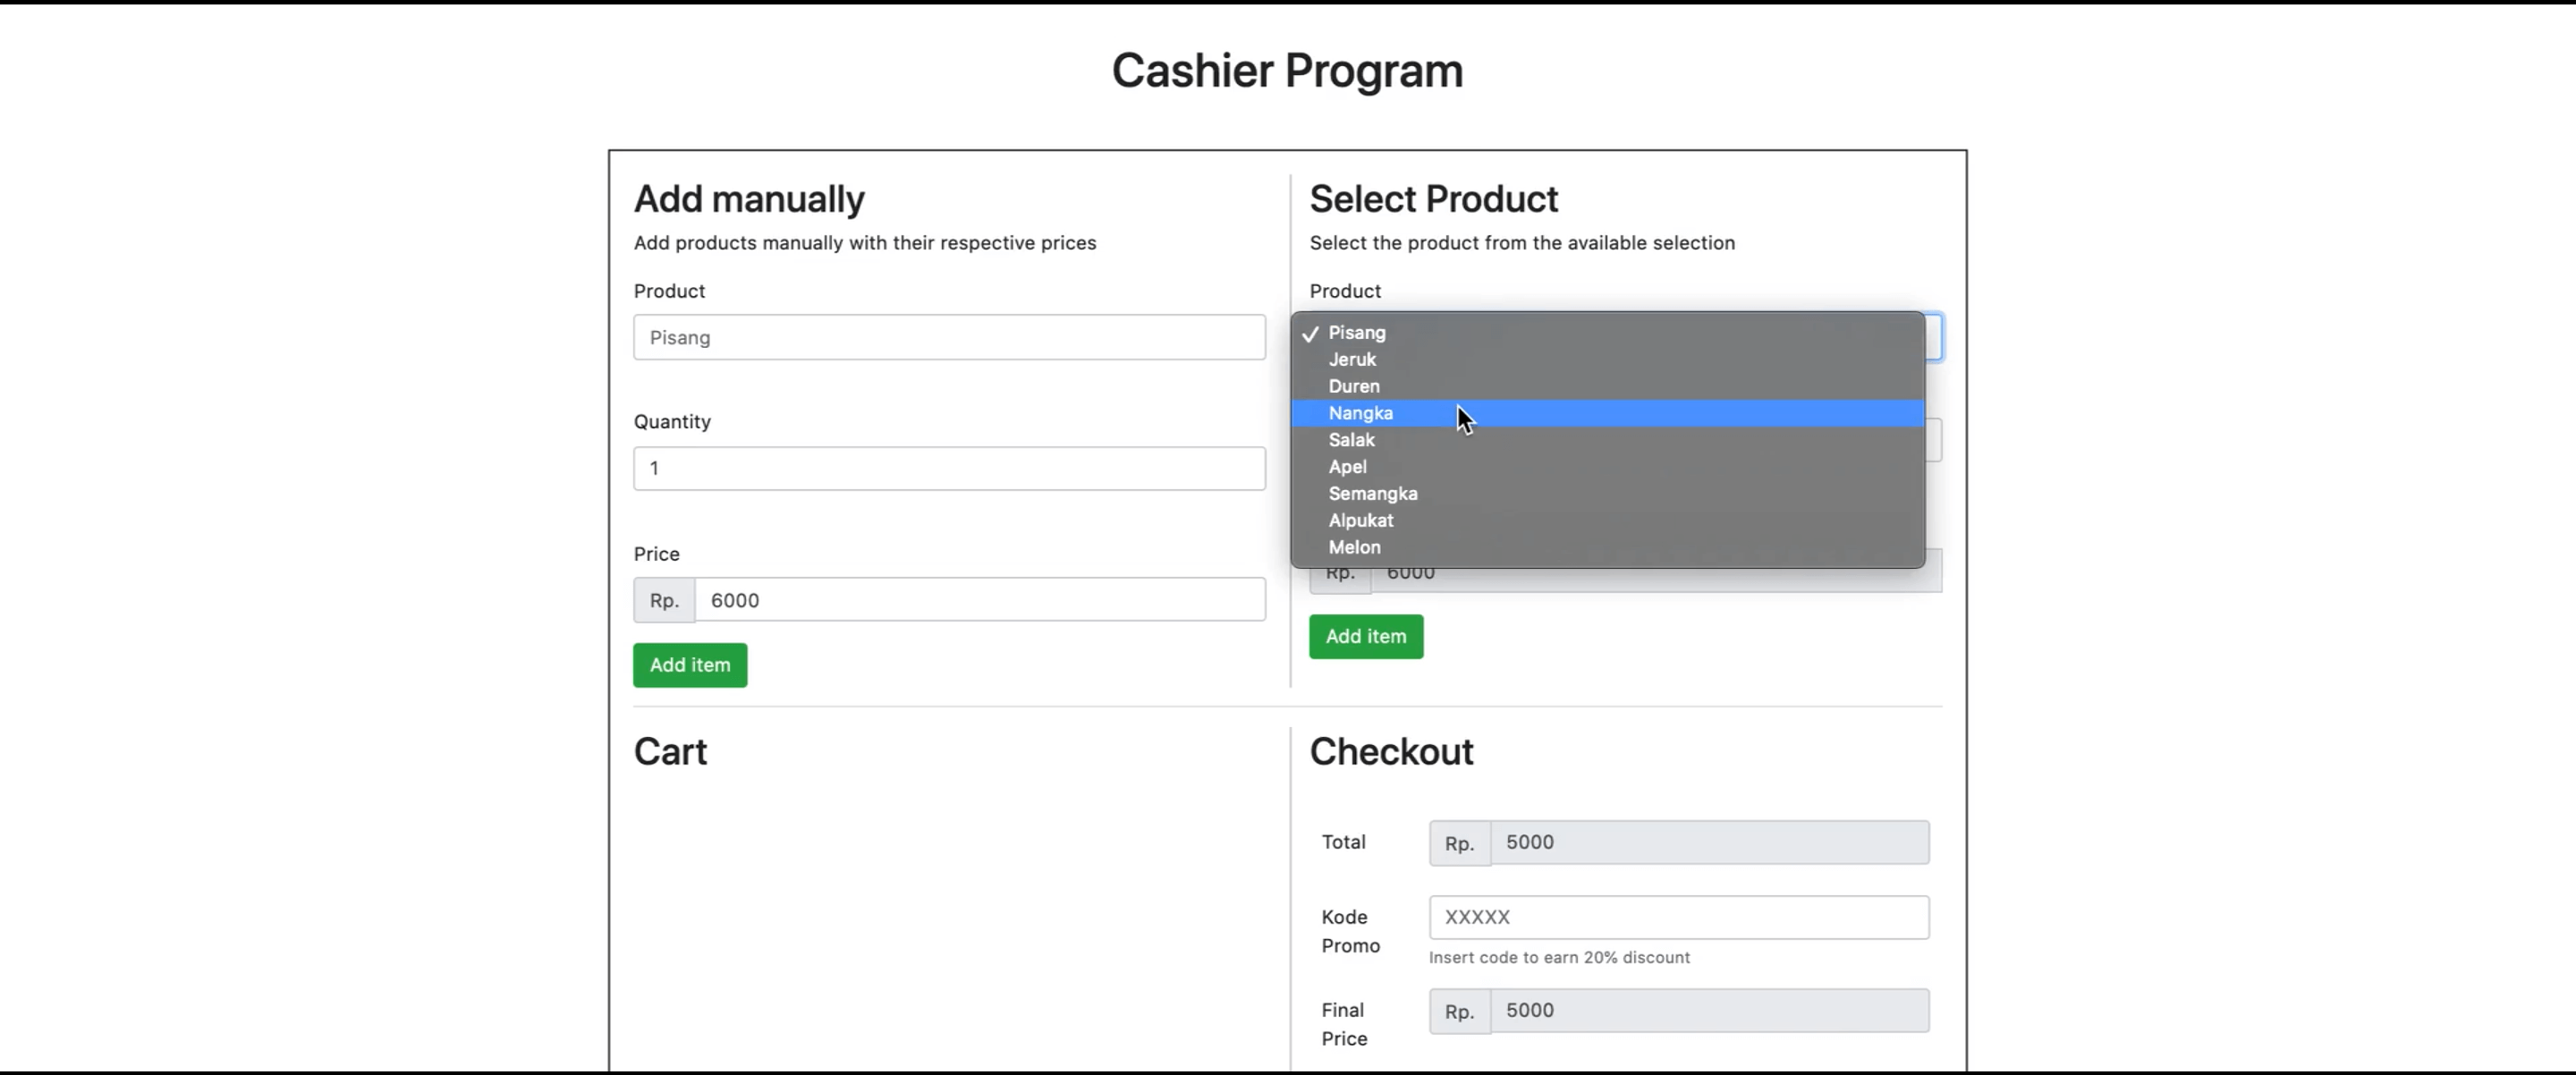 Cashier Program
Add manually
Add products manually with their respective prices
Product
Pisang
Quantity
1
Price
Rp. 6000
Add item
Select Product
Select the product from the available selection
Product
Pisang
Jeruk
Duren
Nangka
Salak
Apel
Semangka
Alpukat
Melon
Rp. 6000
Add item
Cart
Checkout
Total
Rp. 5000
Kode
Promo
XXXXX
Insert code to earn 20% discount
Final
Price
Rp. 5000